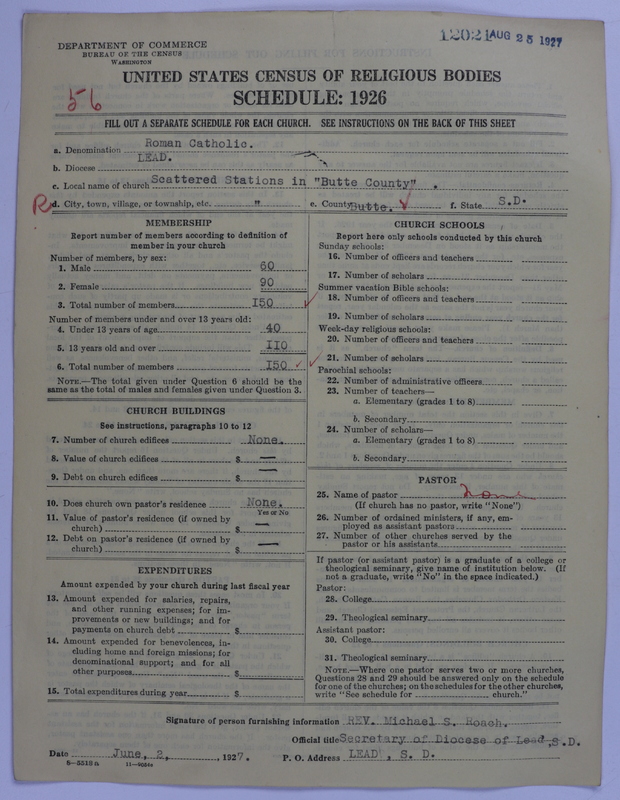 DEPARTMENT OF COMMERCE
BUREAU OF THE CENSUS
WASHINGTON
12021 AUG 25 1927
UNITED STATES CENSUS OF RELIGIOUS BODIES
SCHEDULE: 1926
56
FILL OUT A SEPARATE SCHEDULE FOR EACH CHURCH. SEE INSTRUCTIONS ON THE BACK OF THIS SHEET
a. Denomination Roman Catholic.
b. Diocese LEAD.
c. Local name of church Scattered Stations in "Butte County" .
R d. City, town, village, or township, etc. " e. County Butte. f. State S.D.
MEMBERSHIP
Report number of members according to definition of
member in your church
Number of members, by sex:
1. Male 60
2. Female 90
3. Total number of members 150
Number of members under and over 13 years old:
4. Under 13 years of age 40
5. 13 years old and over 110
6. Total number of members 150
NOTE.—The total given under Question 6 should be the
same as the total of males and females given under Question 3.
CHURCH BUILDINGS
See instructions, paragraphs 10 to 12
7. Number of church edifices None.
8. Value of church edifices $ —
9. Debt on church edifices $ —
10. Does church own pastor's residence None.
Yes or No
11. Value of pastor's residence (if owned by
church) $ —
12. Debt on pastor's residence (if owned by
church) $ —
EXPENDITURES
Amount expended by your church during last fiscal year
13. Amount expended for salaries, repairs,
and other running expenses; for im-
provements or new buildings; and for
payments on church debt $
14. Amount expended for benevolences, in-
cluding home and foreign missions; for
denominational support; and for all
other purposes $
15. Total expenditures during year $
CHURCH SCHOOLS
Report here only schools conducted by this church
Sunday schools:
16. Number of officers and teachers
17. Number of scholars
Summer vacation Bible schools:
18. Number of officers and teachers
19. Number of scholars
Week-day religious schools:
20. Number of officers and teachers
21. Number of scholars
Parochial schools:
22. Number of administrative officers
23. Number of teachers—
a. Elementary (grades 1 to 8)
b. Secondary
24. Number of scholars—
a. Elementary (grades 1 to 8)
b. Secondary
PASTOR
25. Name of pastor none
(If church has no pastor, write "None")
26. Number of ordained ministers, if any, em-
ployed as assistant pastors
27. Number of other churches served by the
pastor or his assistants
If pastor (or assistant pastor) is a graduate of a college or
theological seminary, give name of institution below. (If
not a graduate, write "No" in the space indicated.)
Pastor:
28. College
29. Theological seminary
Assistant pastor:
30. College
31. Theological seminary
NOTE.—Where one pastor serves two or more churches,
Questions 28 and 29 should be answered only on the schedule
for one of the churches; on the schedules for the other churches,
write "See schedule for church."
Signature of person furnishing information REV. Michael S. Roach.
Official title Secretary of Diocese of Lead, S.D.
Date June, 2, , 1927. P. O. Address LEAD , S. D.